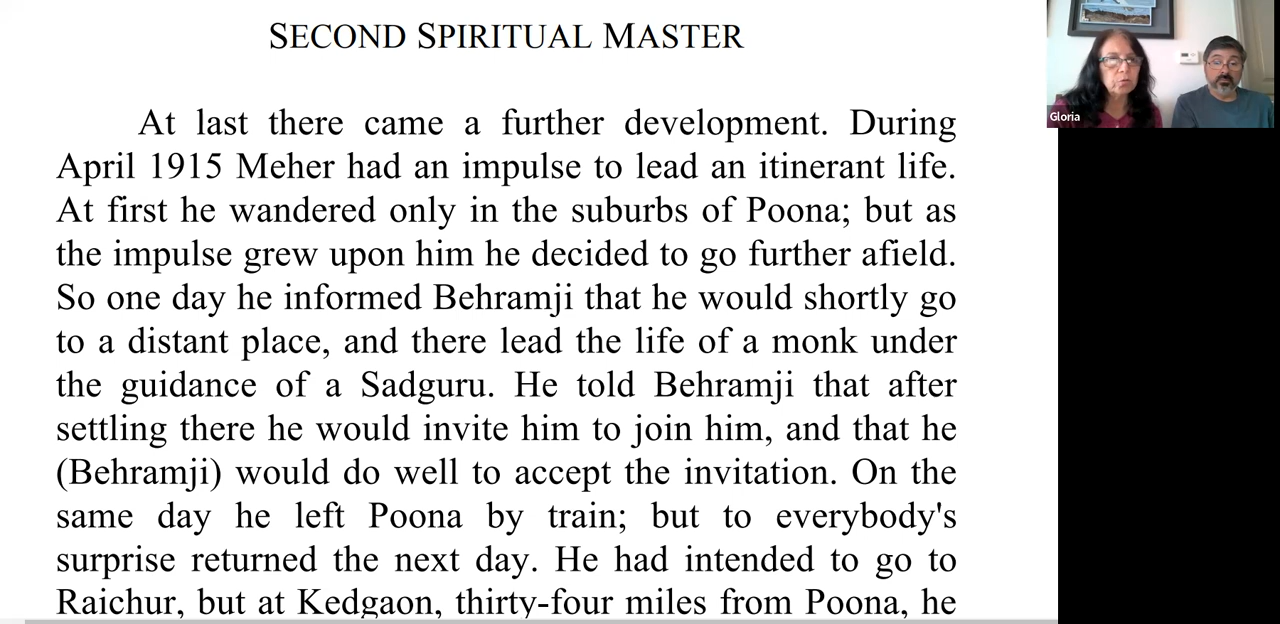 SECOND SPIRITUAL MASTER
At last there came a further development. During
April 1915 Meher had an impulse to lead an itinerant life.
At first he wandered only in the suburbs of Poona; but as
the impulse grew upon him he decided to go further afield.
So one day he informed Behramji that he would shortly go
to a distant place, and there lead the life of a monk under
the guidance of a Sadguru. He told Behramji that after
settling there he would invite him to join him, and that he
(Behramji) would do well to accept the invitation. On the
same day he left Poona by train; but to everybody's
surprise returned the next day. He had intended to go to
Raichur, but at Kedgaon, thirty-four miles from Poona, he
Gloria